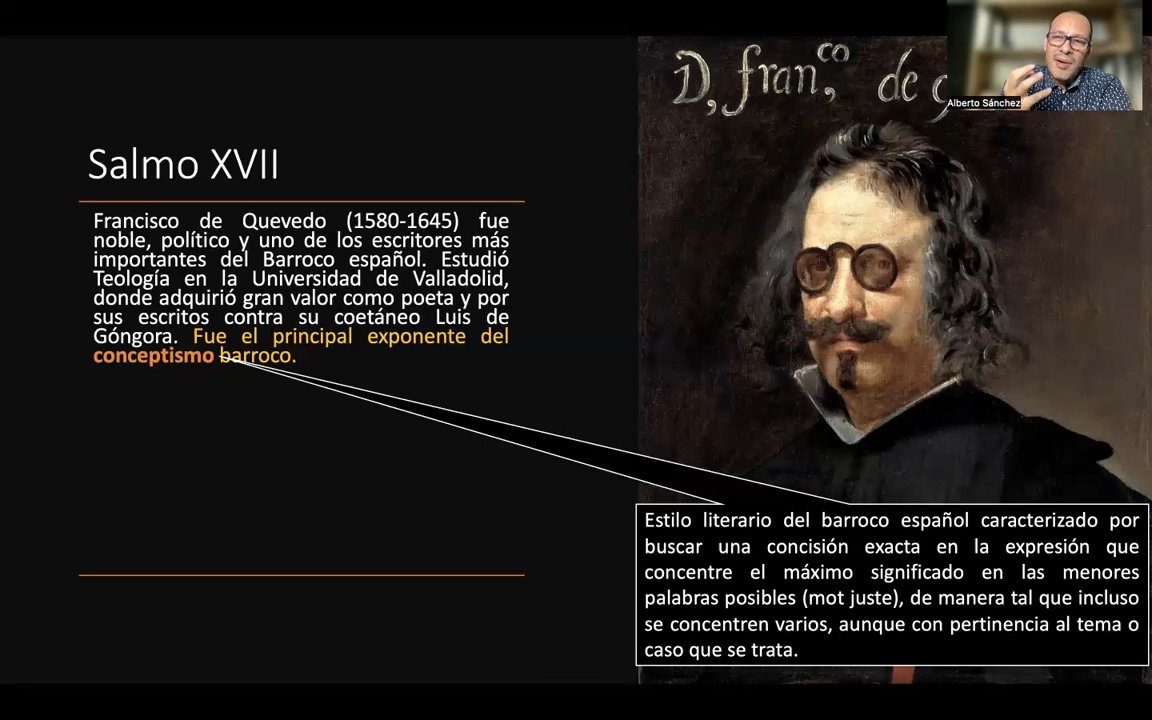 D, fran,co de
Alberto Sánchez
Salmo XVII
Francisco de Quevedo (1580-1645) fue
noble, político y uno de los escritores más
importantes del Barroco español. Estudió
Teología en la Universidad de Valladolid,
donde adquirió gran valor como poeta y por
sus escritos contra su coetáneo Luis de
Góngora. Fue el principal exponente del
conceptismo barroco.
Estilo literario del barroco español caracterizado por
buscar una concisión exacta en la expresión que
concentre el máximo significado en las menores
palabras posibles (mot juste), de manera tal que incluso
se concentren varios, aunque con pertinencia al tema o
caso que se trata.